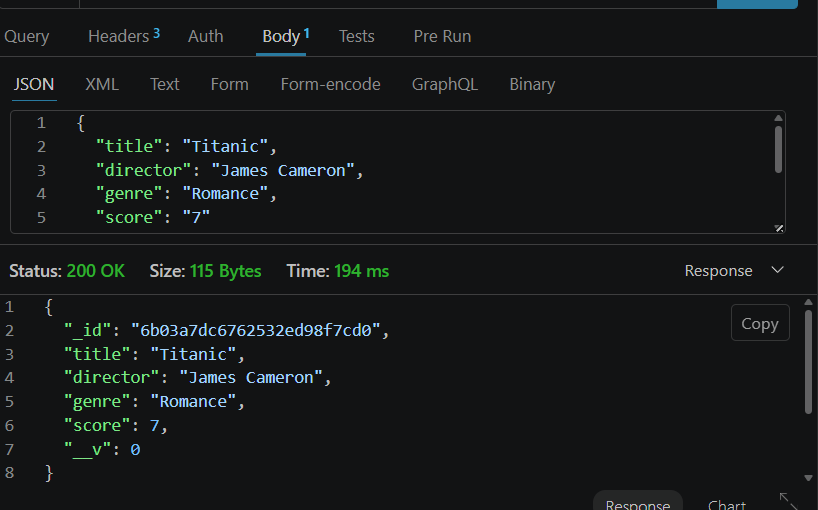 Query Headers 3 Auth Body 1 Tests Pre Run
JSON XML Text Form Form-encode GraphQL Binary
1 {
2 "title": "Titanic",
3 "director": "James Cameron",
4 "genre": "Romance",
5 "score": "7"
Status: 200 OK Size: 115 Bytes Time: 194 ms Response
1 {
2 "_id": "6b03a7dc6762532ed98f7cd0",
Copy
3 "title": "Titanic",
4 "director": "James Cameron",
5 "genre": "Romance",
6 "score": 7,
7 "__v": 0
8 }
Response Chart